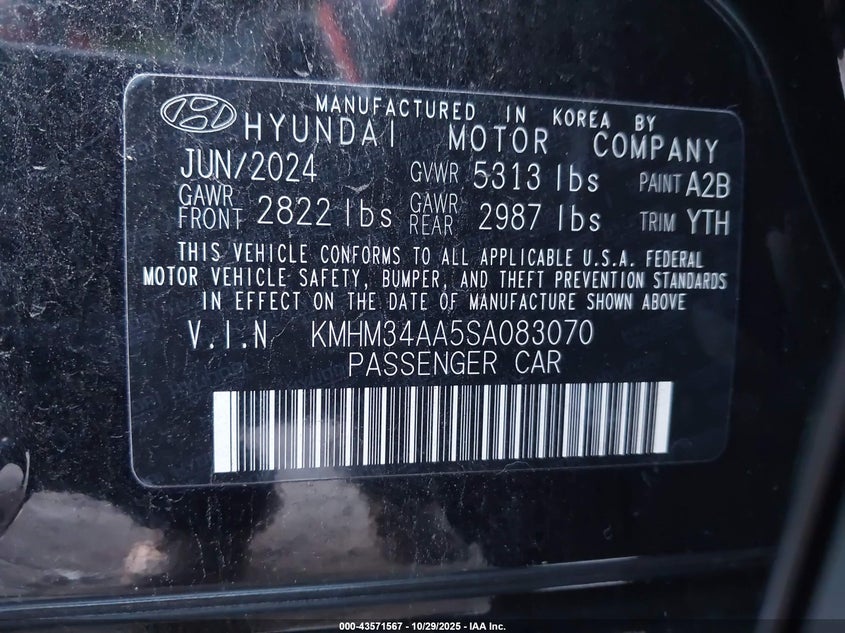 MANUFACTURED IN KOREA BY
HYUNDAI MOTOR COMPANY
JUN/2024 GVWR 5313 lbs PAINT A2B
GAWR FRONT 2822 lbs GAWR REAR 2987 lbs TRIM YTH
THIS VEHICLE CONFORMS TO ALL APPLICABLE U.S.A. FEDERAL
MOTOR VEHICLE SAFETY, BUMPER, AND THEFT PREVENTION STANDARDS
IN EFFECT ON THE DATE OF MANUFACTURE SHOWN ABOVE
V.I.N KMHM34AA5SA083070
PASSENGER CAR
000-43571567 | 10/29/2025 - IAA Inc.